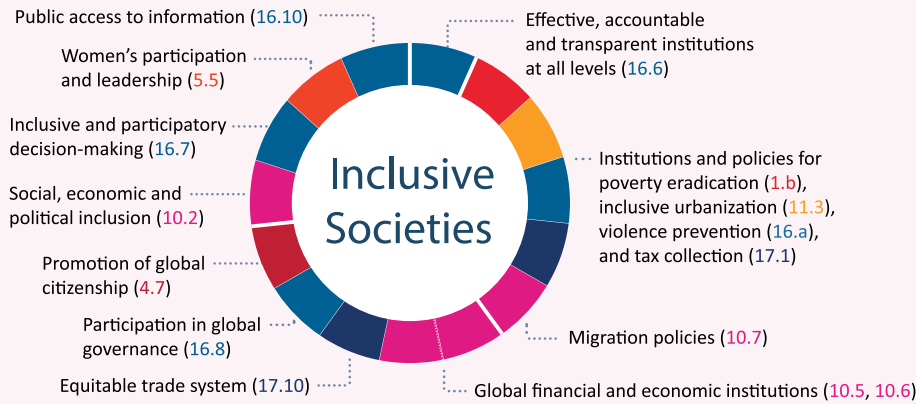 Public access to information (16.10)
Effective, accountable
and transparent institutions
at all levels (16.6)
Women’s participation
and leadership (5.5)
Inclusive and participatory
decision-making (16.7)
Social, economic and
political inclusion (10.2)
Promotion of global
citizenship (4.7)
Participation in global
governance (16.8)
Equitable trade system (17.10)
Inclusive
Societies
Institutions and policies for
poverty eradication (1.b),
inclusive urbanization (11.3),
violence prevention (16.a),
and tax collection (17.1)
Migration policies (10.7)
Global financial and economic institutions (10.5, 10.6)